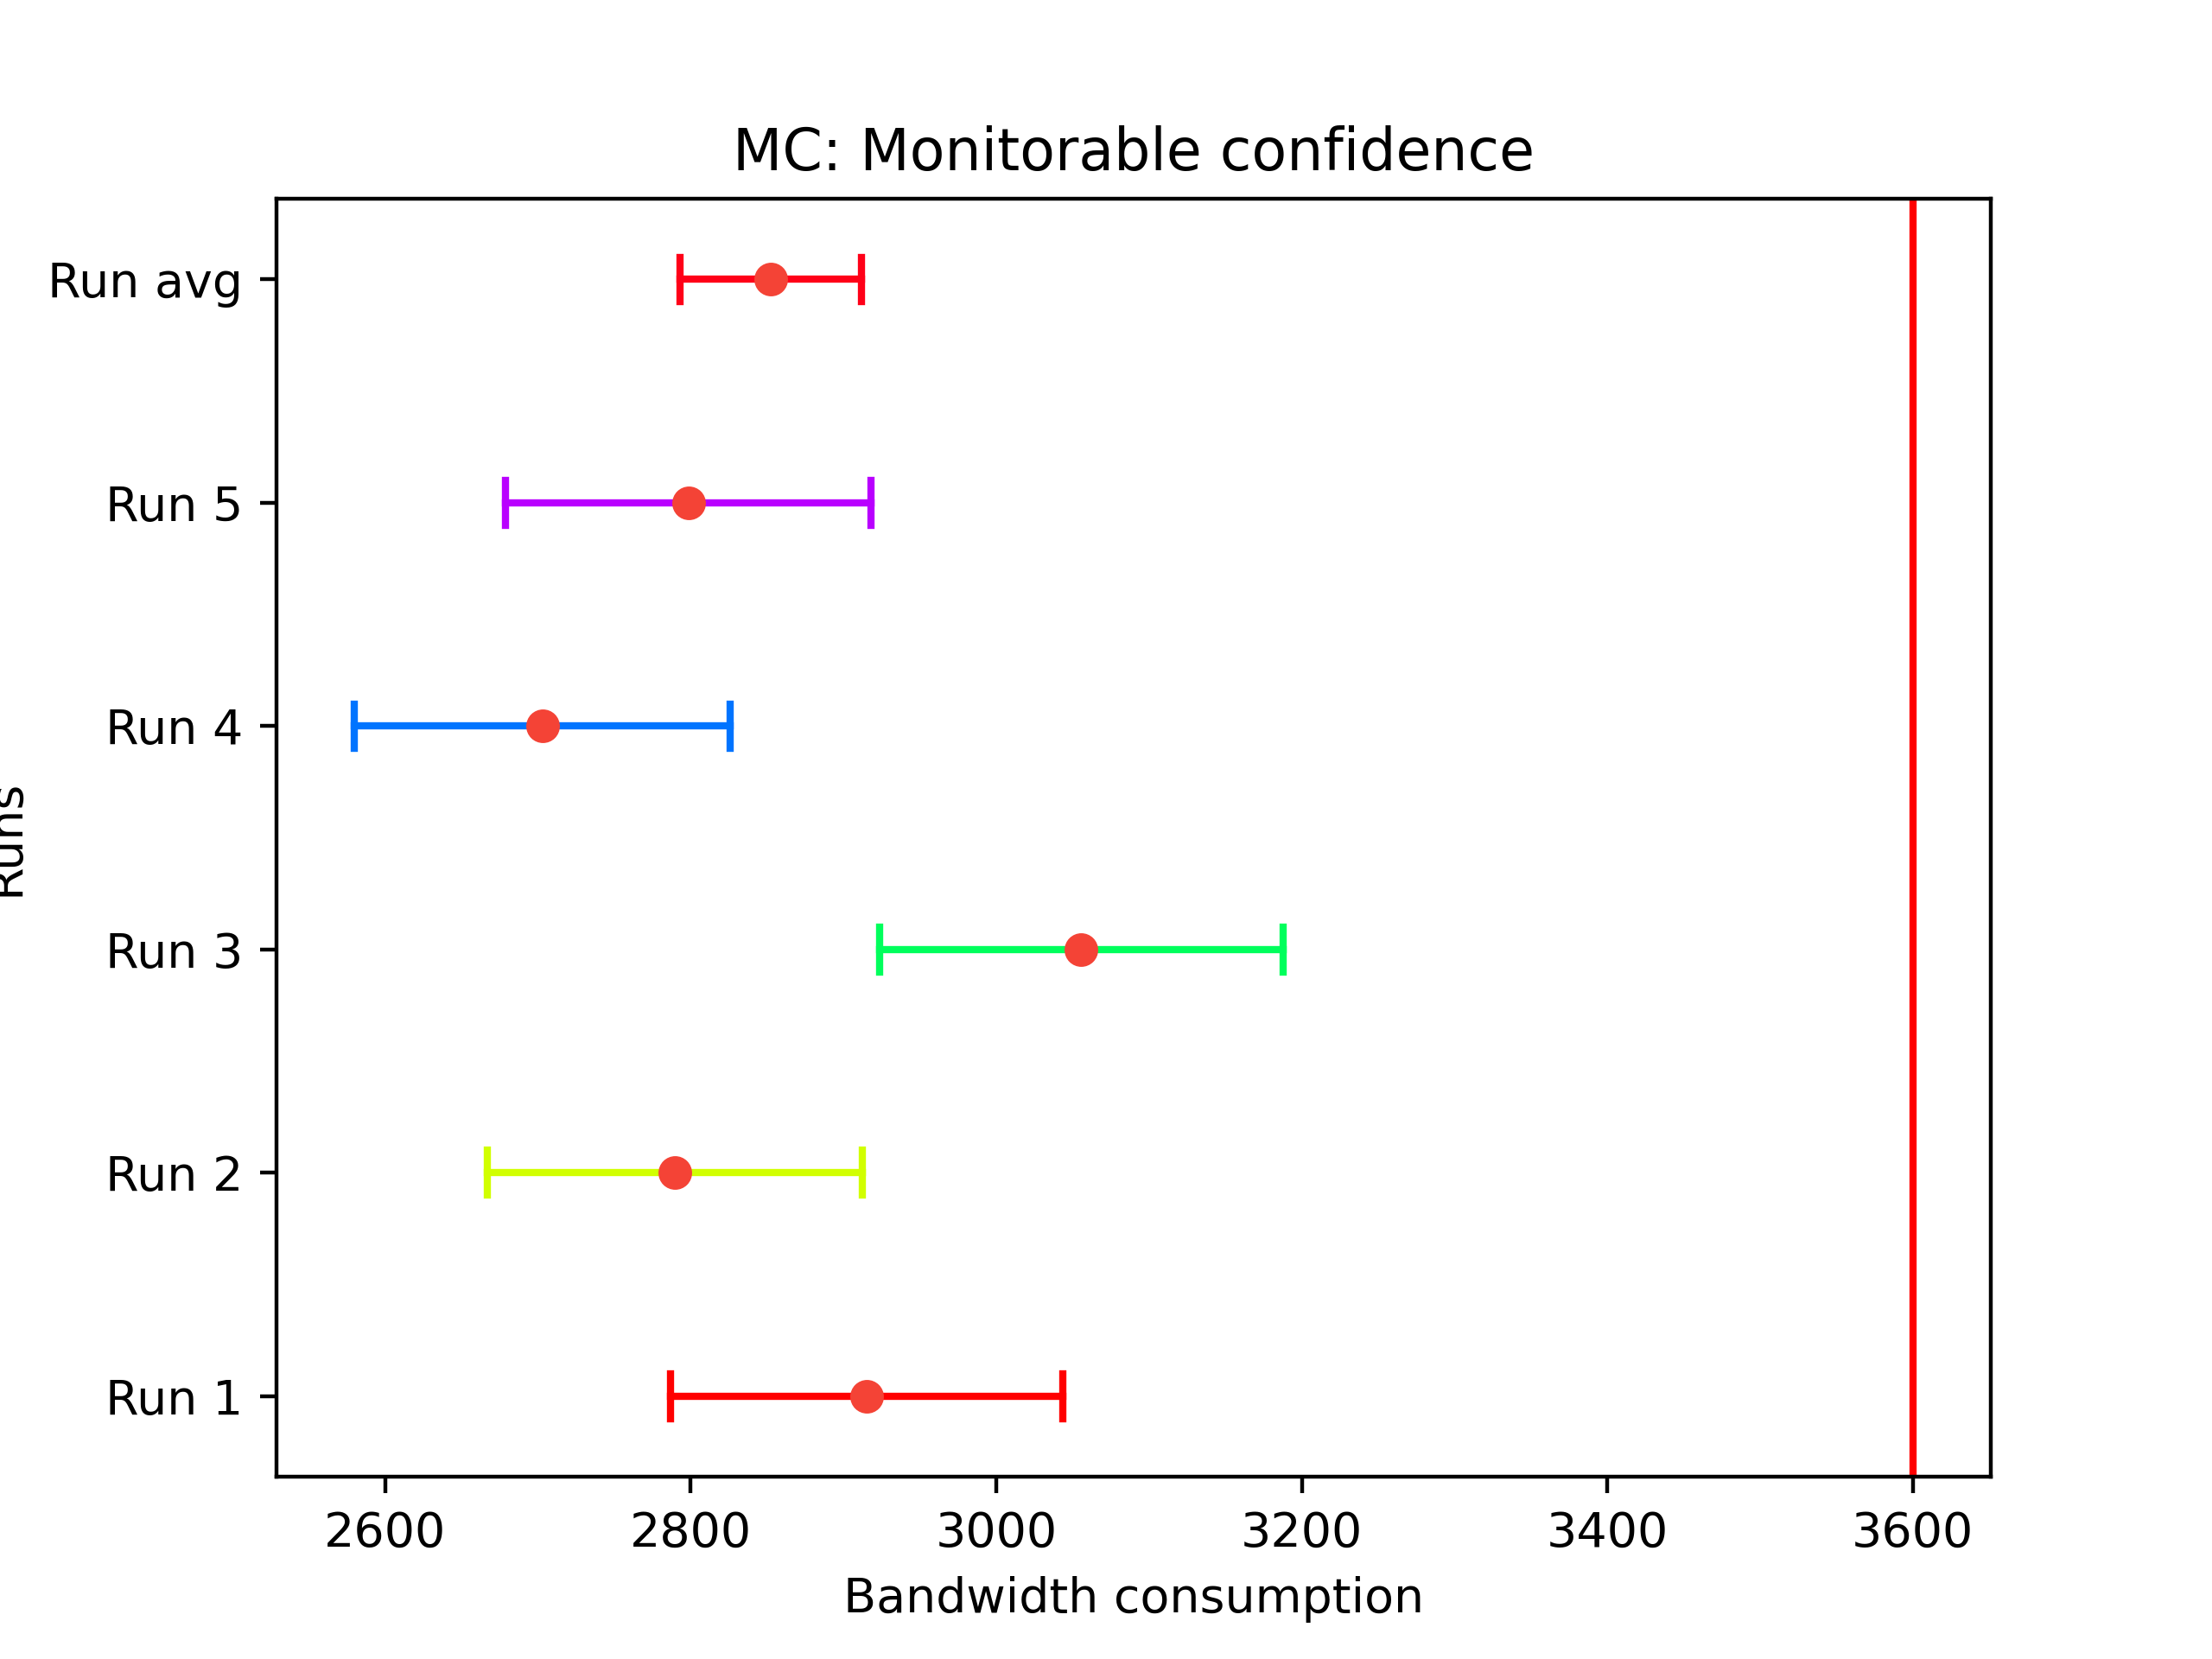 MC: Monitorable confidence
Run avg
Run 5
Run 4
Run 3
Run 2
Run 1
Runs
2600 2800 3000 3200 3400 3600
Bandwidth consumption